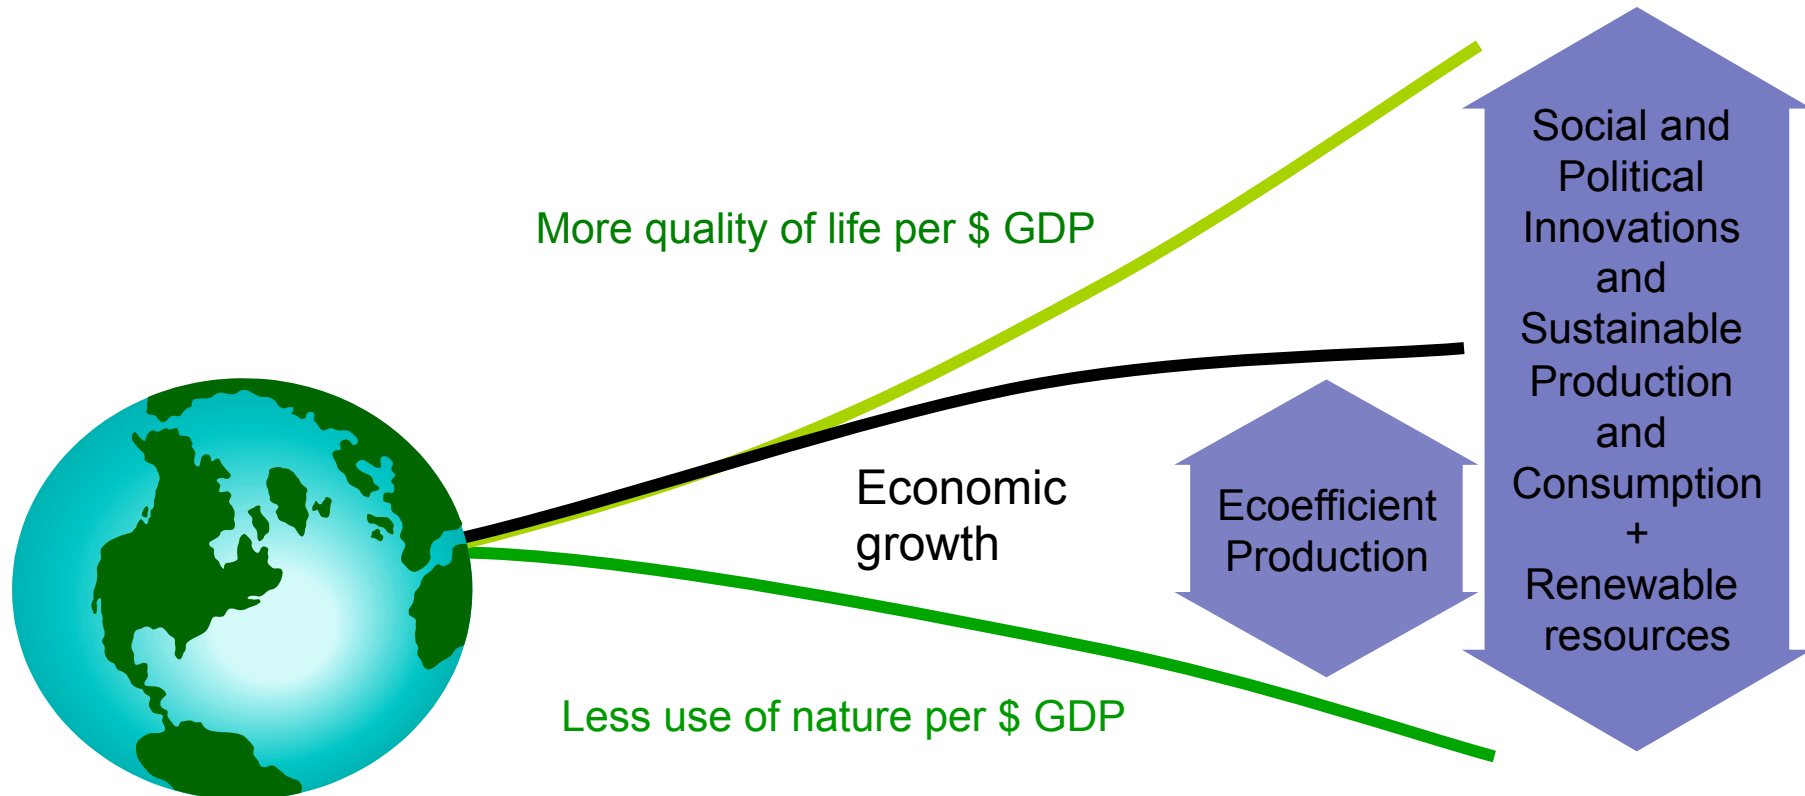 More quality of life per $ GDP
Economic
growth
Less use of nature per $ GDP
Ecoefficient
Production
Social and
Political
Innovations
and
Sustainable
Production
and
Consumption
+
Renewable
resources